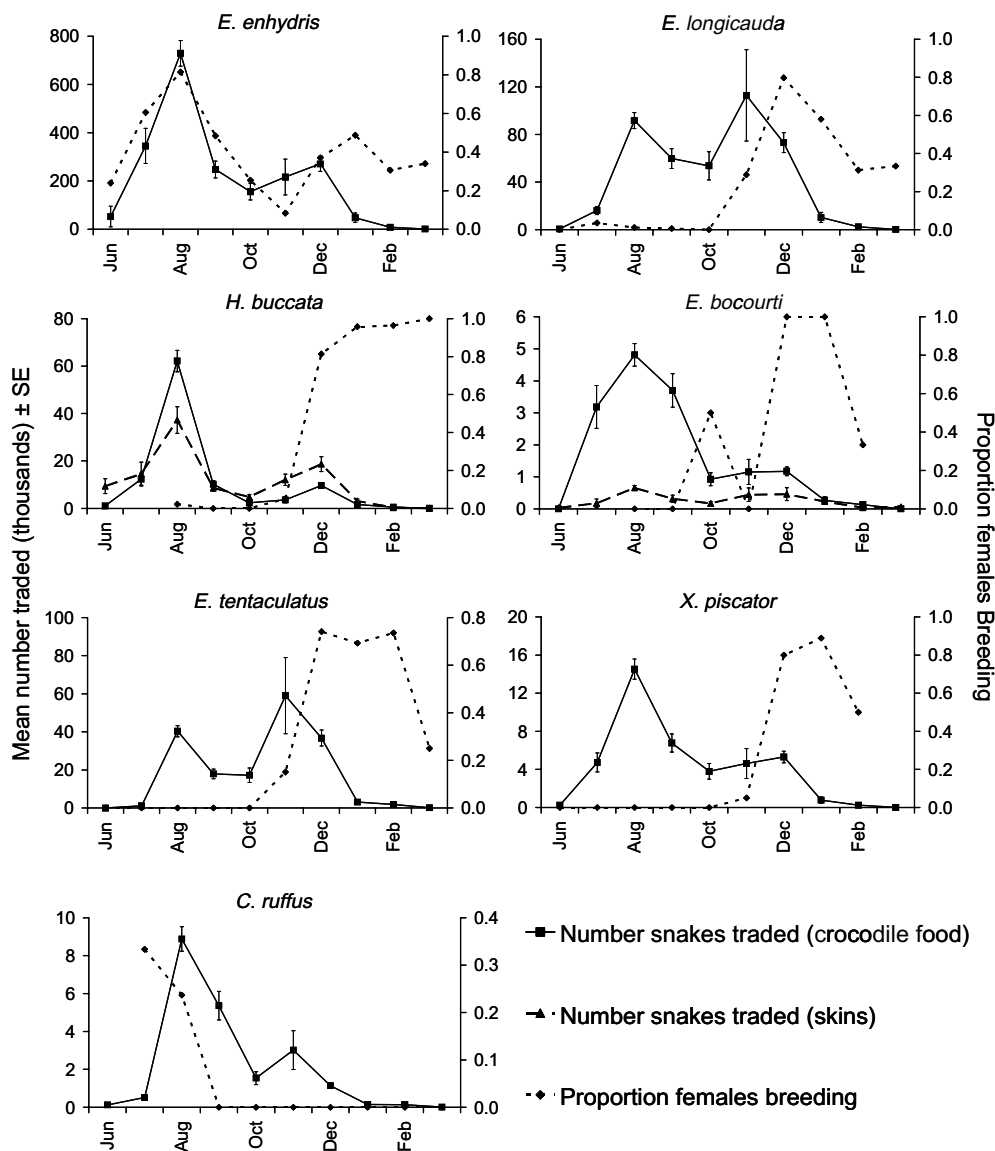 E. enhydris
800
600
400
200
0
1.0
0.8
0.6
0.4
0.2
0.0
Jun
Aug
Oct
Dec
Feb
E. longicauda
160
120
80
40
0
1.0
0.8
0.6
0.4
0.2
0.0
Jun
Aug
Oct
Dec
Feb
H. buccata
80
60
40
20
0
1.0
0.8
0.6
0.4
0.2
0.0
Jun
Aug
Oct
Dec
Feb
E. bocourti
6
5
4
3
2
1
0
1.0
0.8
0.6
0.4
0.2
0.0
Jun
Aug
Oct
Dec
Feb
Mean number traded (thousands) ± SE
Proportion females Breeding
E. tentaculatus
100
80
60
40
20
0
0.8
0.6
0.4
0.2
0.0
Jun
Aug
Oct
Dec
Feb
X. piscator
20
16
12
8
4
0
1.0
0.8
0.6
0.4
0.2
0.0
Jun
Aug
Oct
Dec
Feb
C. ruffus
10
8
6
4
2
0
0.4
0.3
0.2
0.1
0.0
Jun
Aug
Oct
Dec
Feb
Number snakes traded (crocodile food)
Number snakes traded (skins)
Proportion females breeding